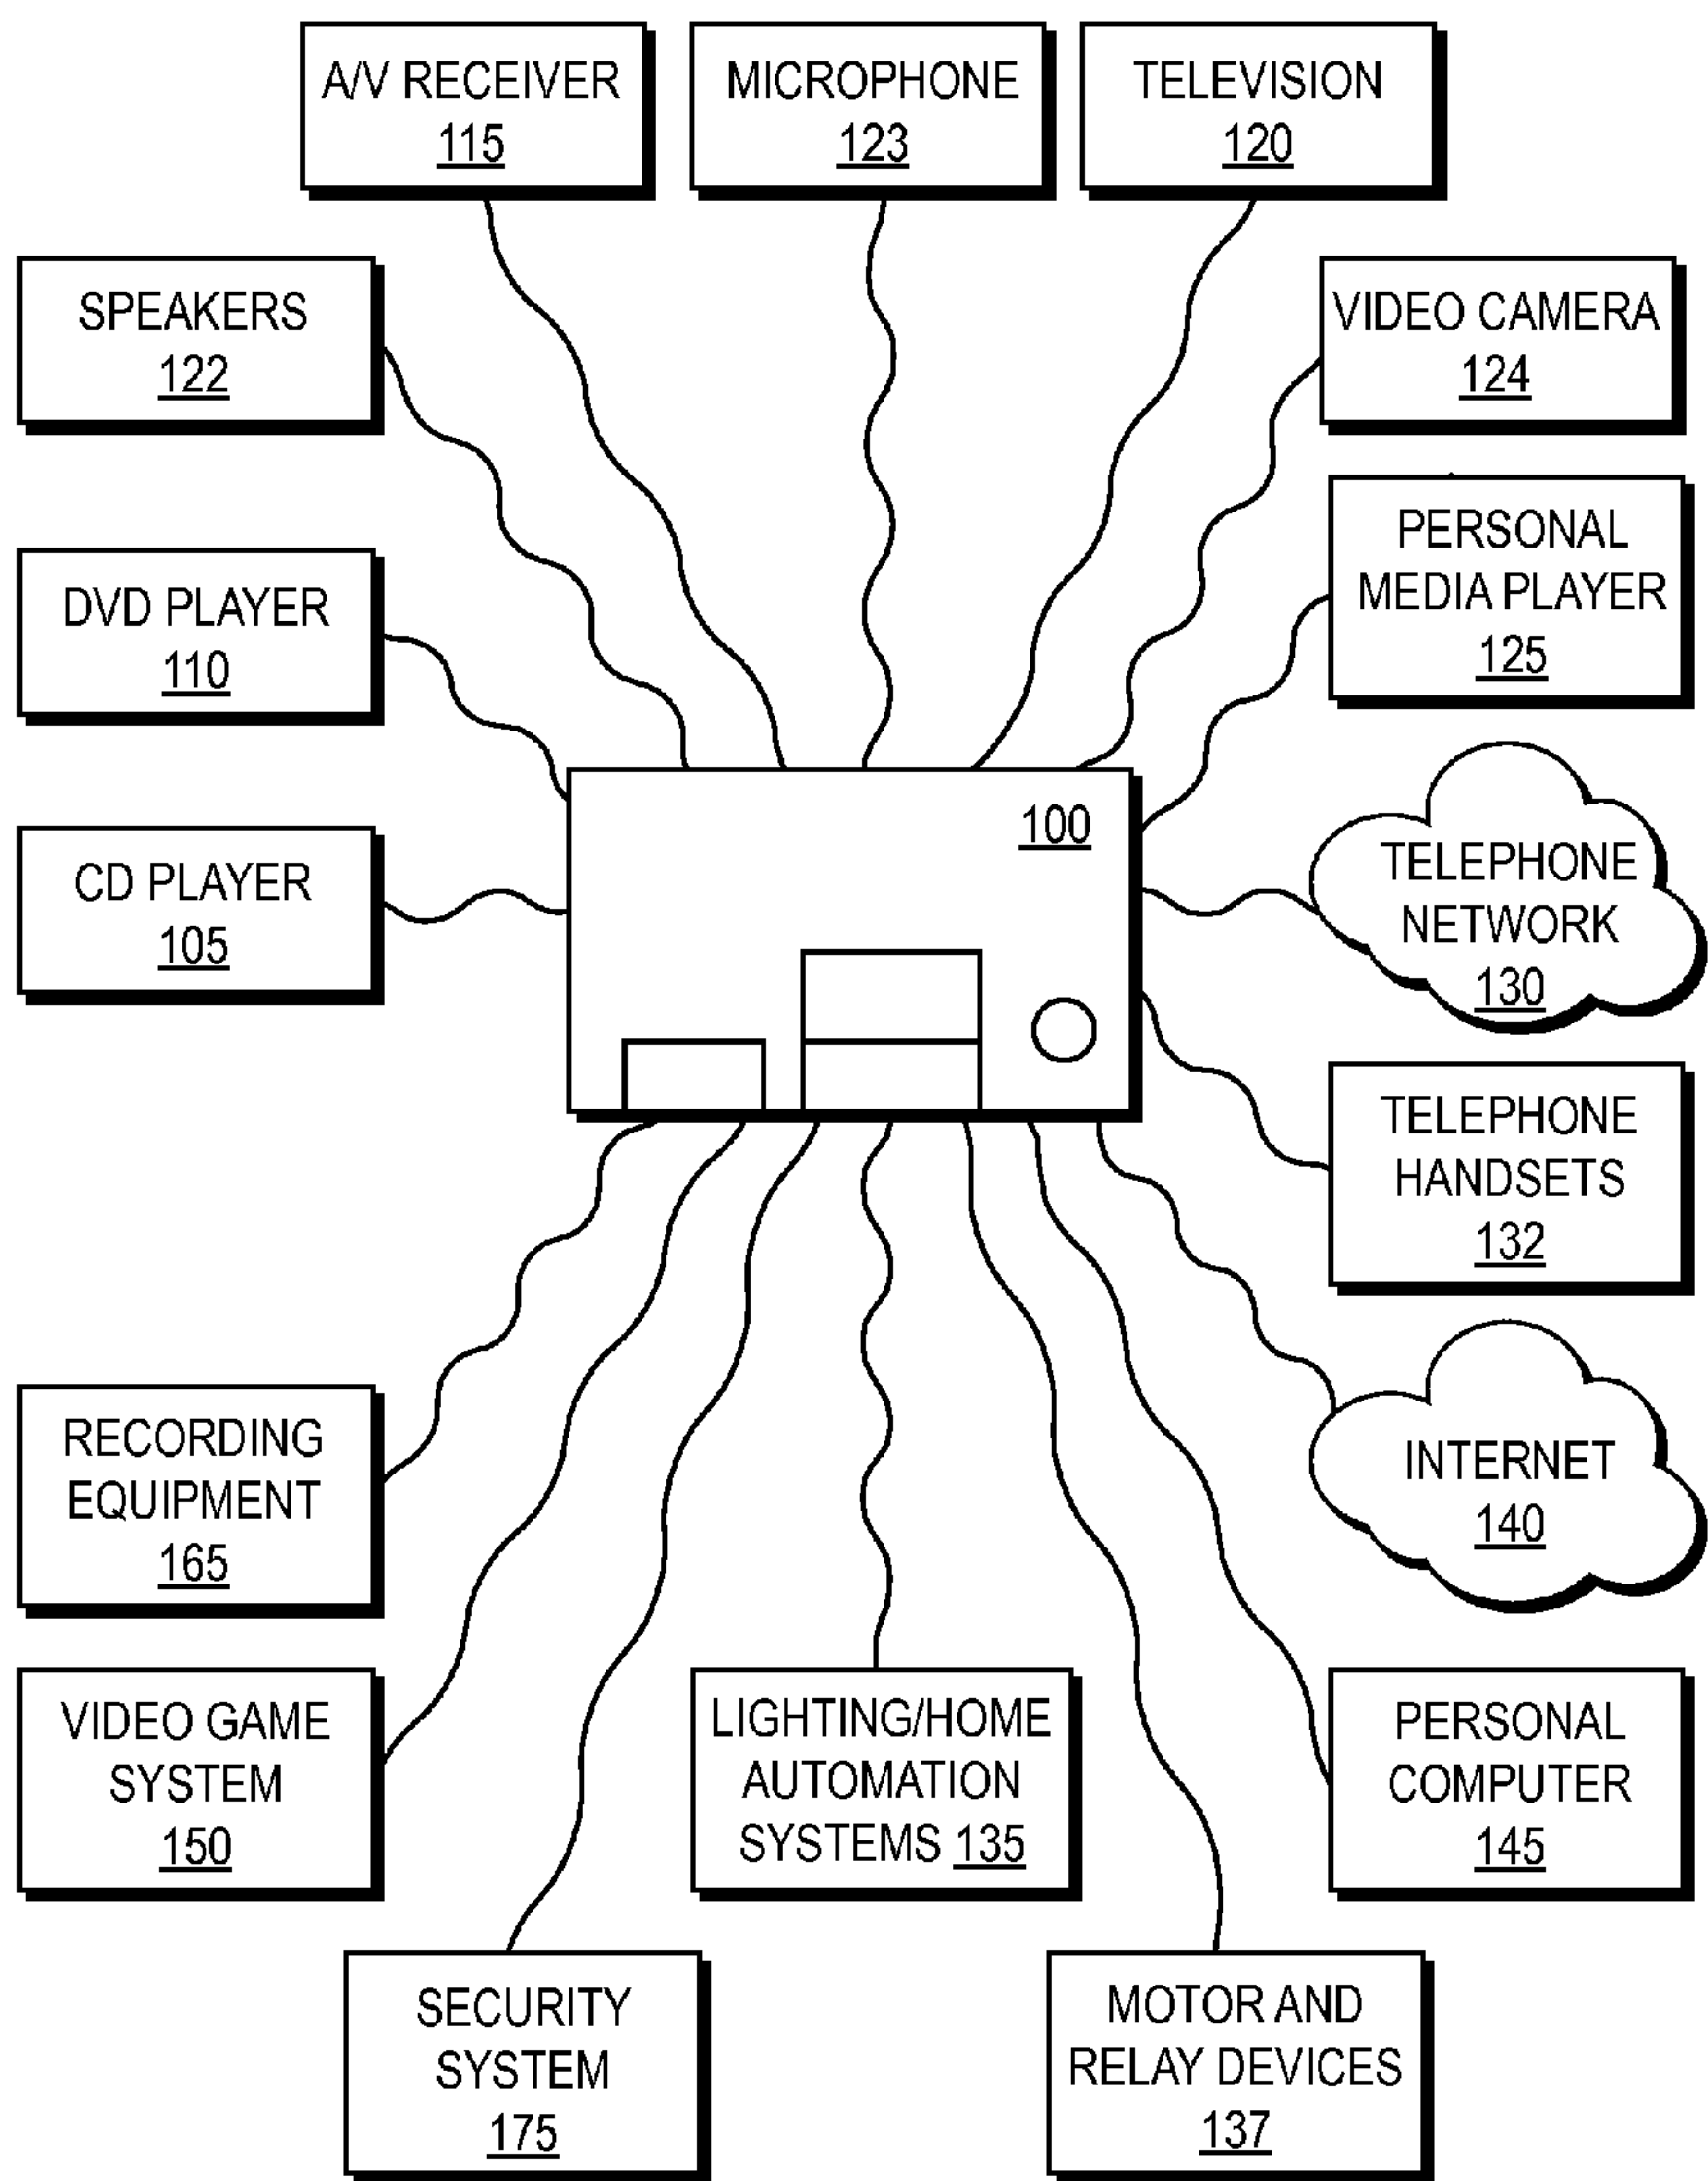 A/V RECEIVER
115
MICROPHONE
123
TELEVISION
120
SPEAKERS
122
VIDEO CAMERA
124
DVD PLAYER
110
PERSONAL
MEDIA PLAYER
125
CD PLAYER
105
100
TELEPHONE
NETWORK
130
TELEPHONE
HANDSETS
132
RECORDING
EQUIPMENT
165
INTERNET
140
VIDEO GAME
SYSTEM
150
LIGHTING/HOME
AUTOMATION
SYSTEMS 135
PERSONAL
COMPUTER
145
SECURITY
SYSTEM
175
MOTOR AND
RELAY DEVICES
137